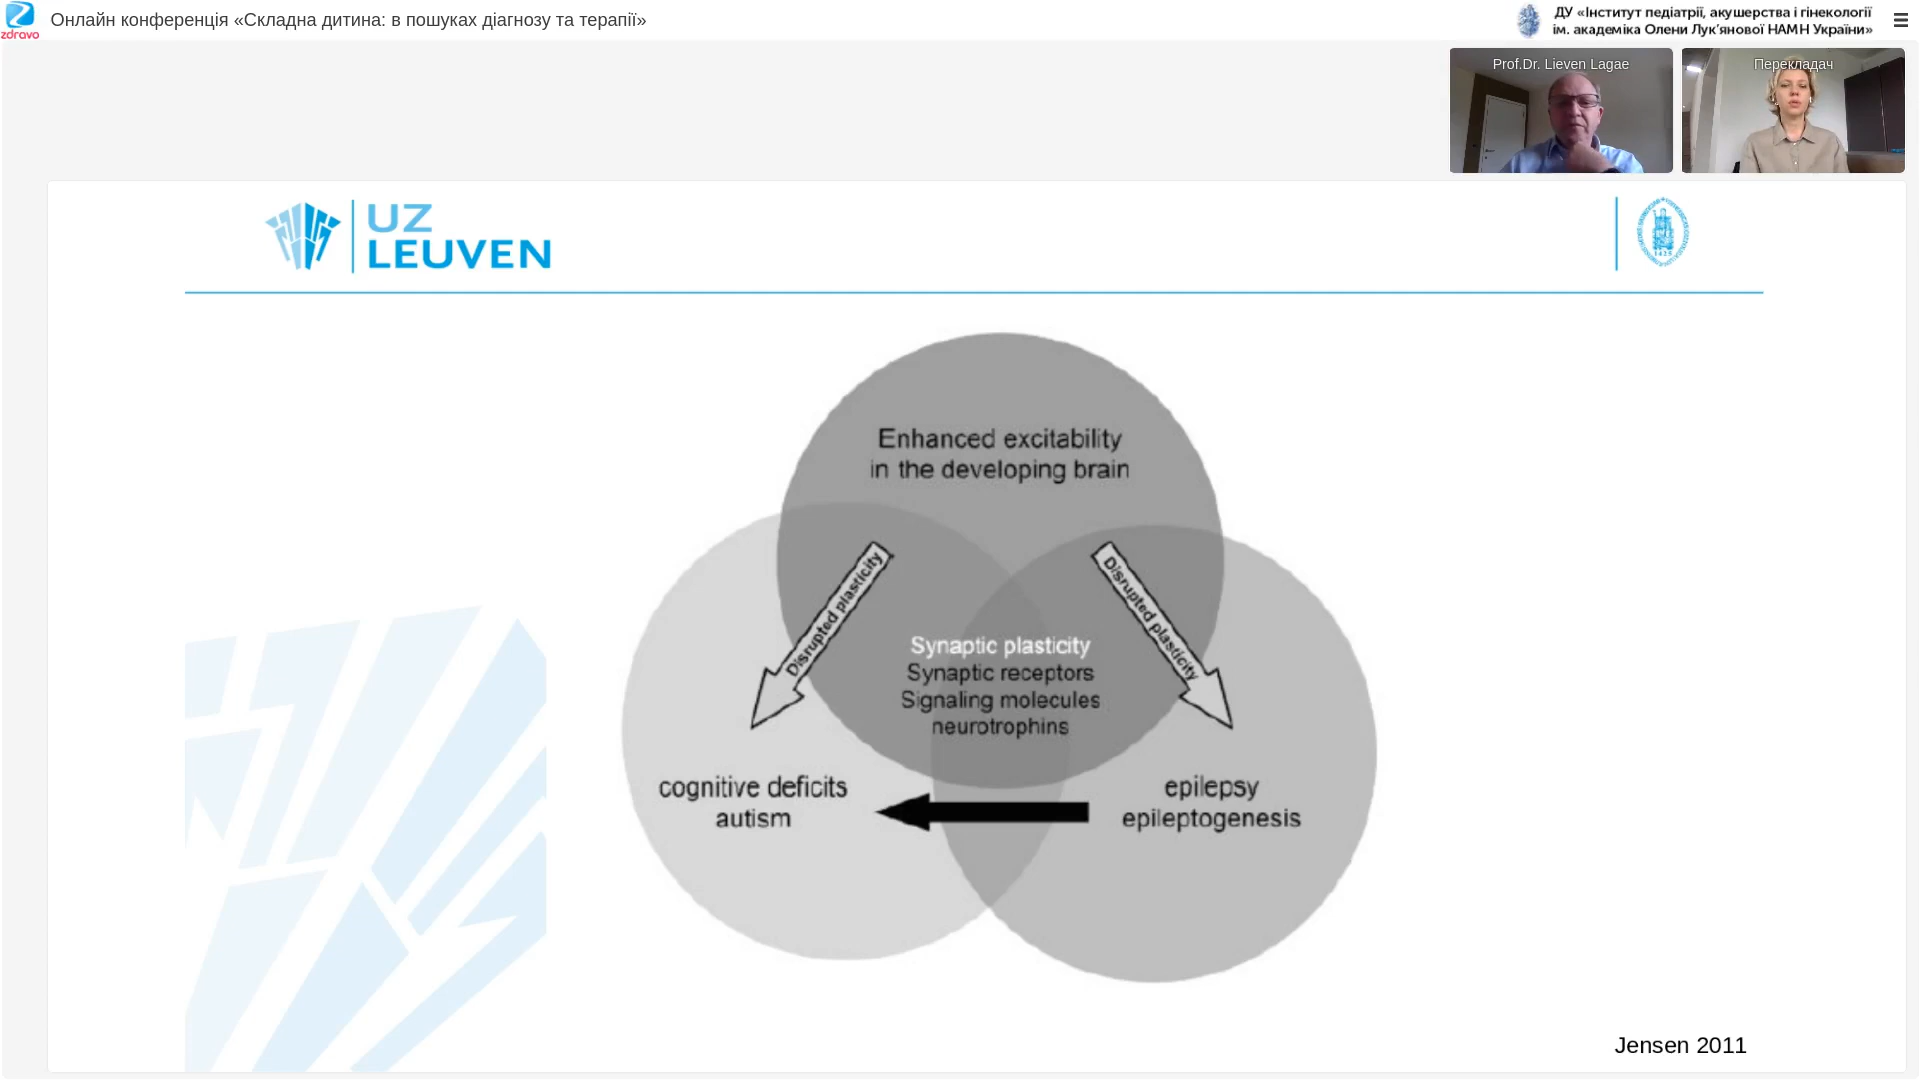 zdravo
Онлайн конференція «Складна дитина: в пошуках діагнозу та терапії»
ДУ «Інститут педіатрії, акушерства і гінекології
ім. академіка Олени Лук'янової НАМН України»
Prof.Dr. Lieven Lagae
Перекладач
UZ
LEUVEN
1425
Enhanced excitability
in the developing brain
Disrupted plasticity
Disrupted plasticity
Synaptic plasticity
Synaptic receptors
Signaling molecules
neurotrophins
cognitive deficits
autism
epilepsy
epileptogenesis
Jensen 2011